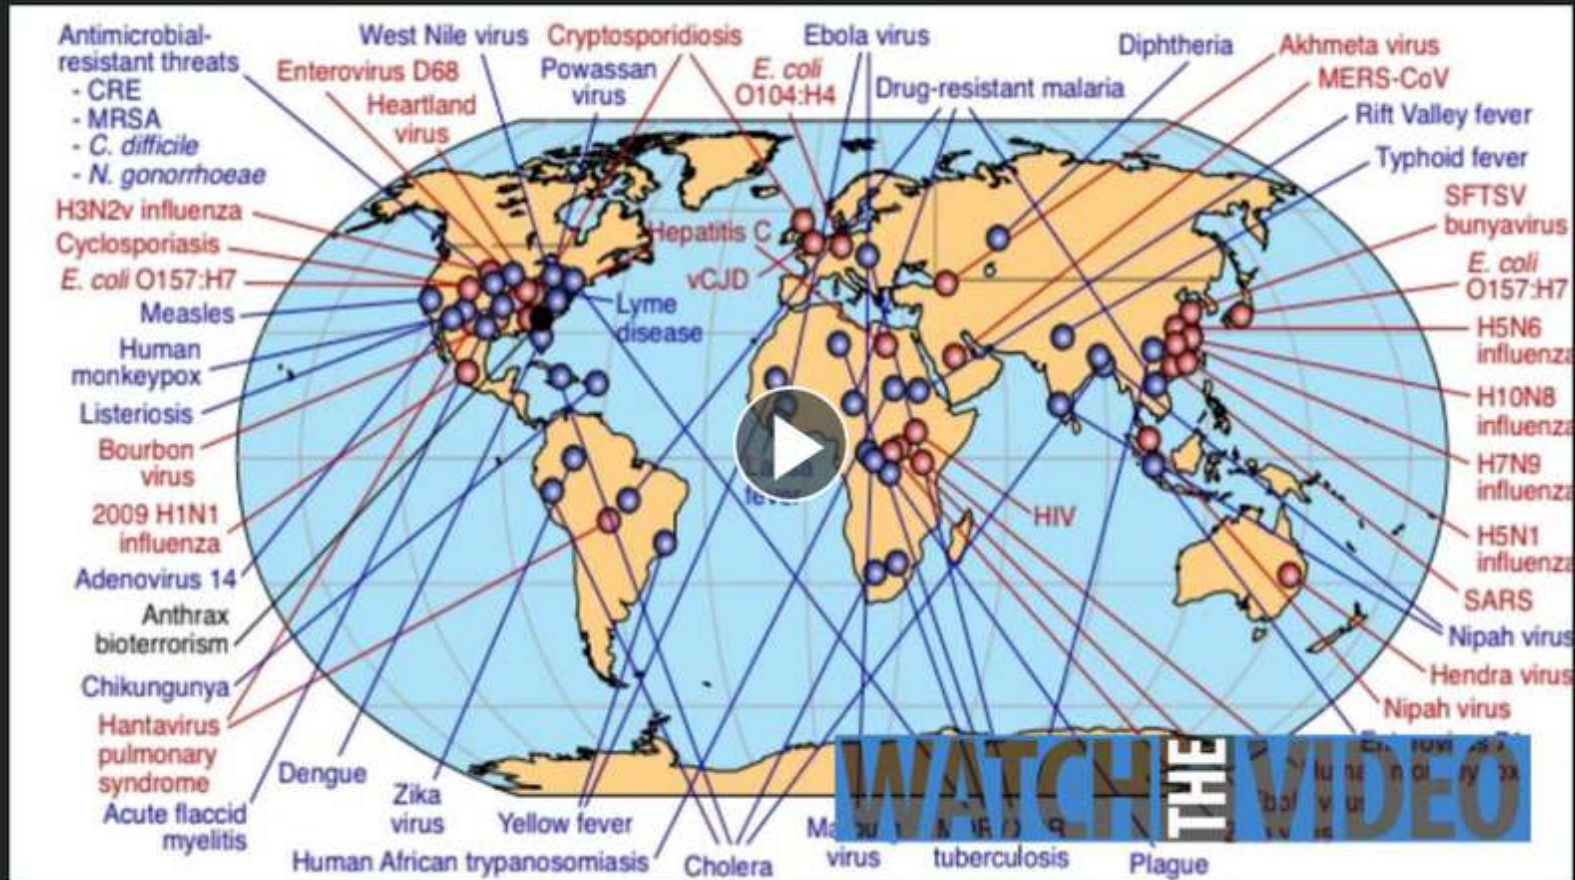 Antimicrobial-
resistant threats
- CRE
- MRSA
- C. difficile
- N. gonorrhoeae
West Nile virus
Cryptosporidiosis
Ebola virus
Diphtheria
Akhmeta virus
Enterovirus D68
Powassan
virus
E. coli
O104:H4
Drug-resistant malaria
MERS-CoV
Heartland
virus
Rift Valley fever
Typhoid fever
H3N2v influenza
Hepatitis C
SFTSV
bunyavirus
Cyclosporiasis
E. coli O157:H7
vCJD
E. coli
O157:H7
Measles
Lyme
disease
H5N6
influenza
Human
monkeypox
Listeriosis
H10N8
influenza
Bourbon
virus
H7N9
influenza
fever
2009 H1N1
influenza
HIV
H5N1
influenza
Adenovirus 14
SARS
Anthrax
bioterrorism
Nipah virus
Chikungunya
Hendra virus
Hantavirus
pulmonary
syndrome
Nipah virus
Dengue
Acute flaccid
myelitis
Zika
virus
Yellow fever
Human African trypanosomiasis
Cholera
virus
tuberculosis
Plague
WATCH THE VIDEO